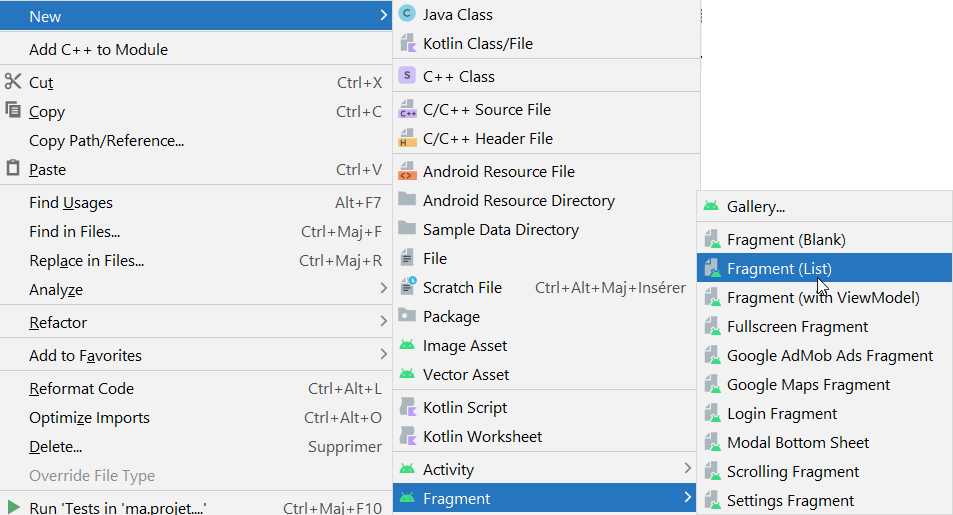 New
Add C++ to Module
Cut Ctrl+X
Copy Ctrl+C
Copy Path/Reference...
Paste Ctrl+V
Find Usages Alt+F7
Find in Files... Ctrl+Maj+F
Replace in Files... Ctrl+Maj+R
Analyze
Refactor
Add to Favorites
Reformat Code Ctrl+Alt+L
Optimize Imports Ctrl+Alt+O
Delete... Supprimer
Override File Type
Run 'Tests in 'ma.projet....'' Ctrl+Maj+F10
Java Class
Kotlin Class/File
S C++ Class
C++ C/C++ Source File
H C/C++ Header File
Android Resource File
Android Resource Directory
Sample Data Directory
File
Scratch File Ctrl+Alt+Maj+Insérer
Package
Image Asset
Vector Asset
Kotlin Script
Kotlin Worksheet
Activity
Fragment
Gallery...
Fragment (Blank)
Fragment (List)
Fragment (with ViewModel)
Fullscreen Fragment
Google AdMob Ads Fragment
Google Maps Fragment
Login Fragment
Modal Bottom Sheet
Scrolling Fragment
Settings Fragment